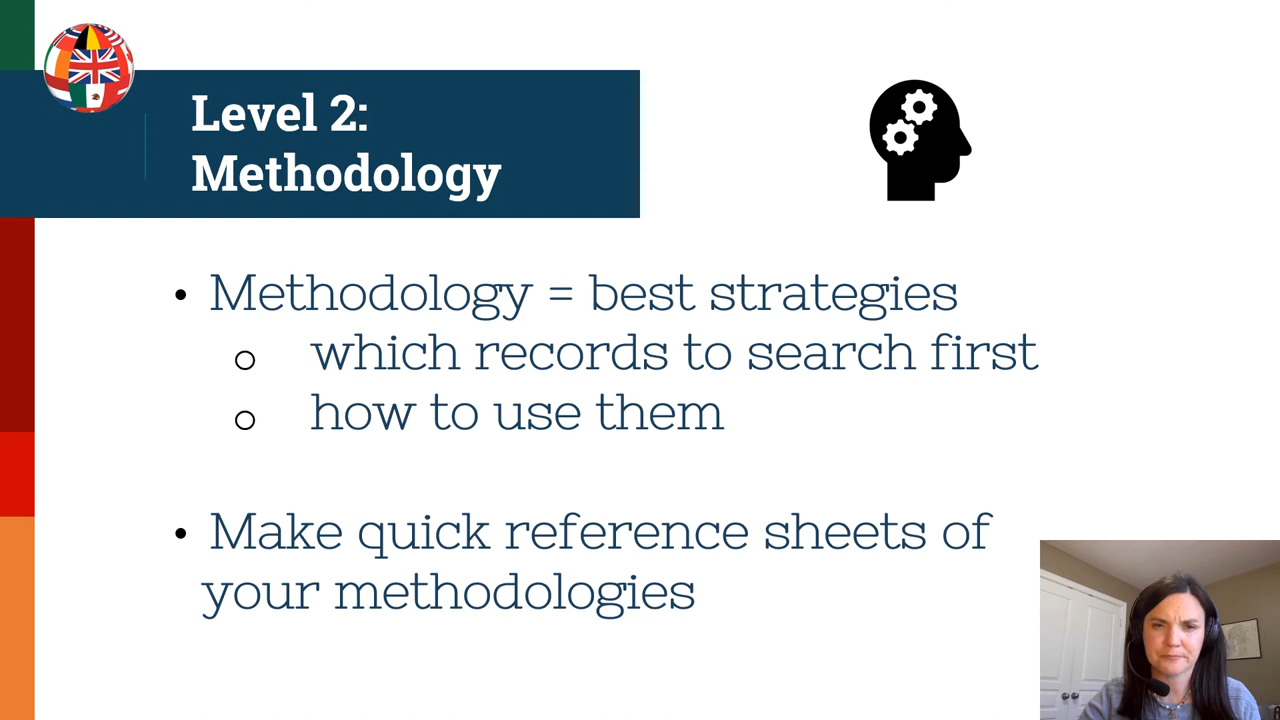 Level 2:
Methodology
• Methodology = best strategies
o which records to search first
o how to use them
• Make quick reference sheets of
your methodologies